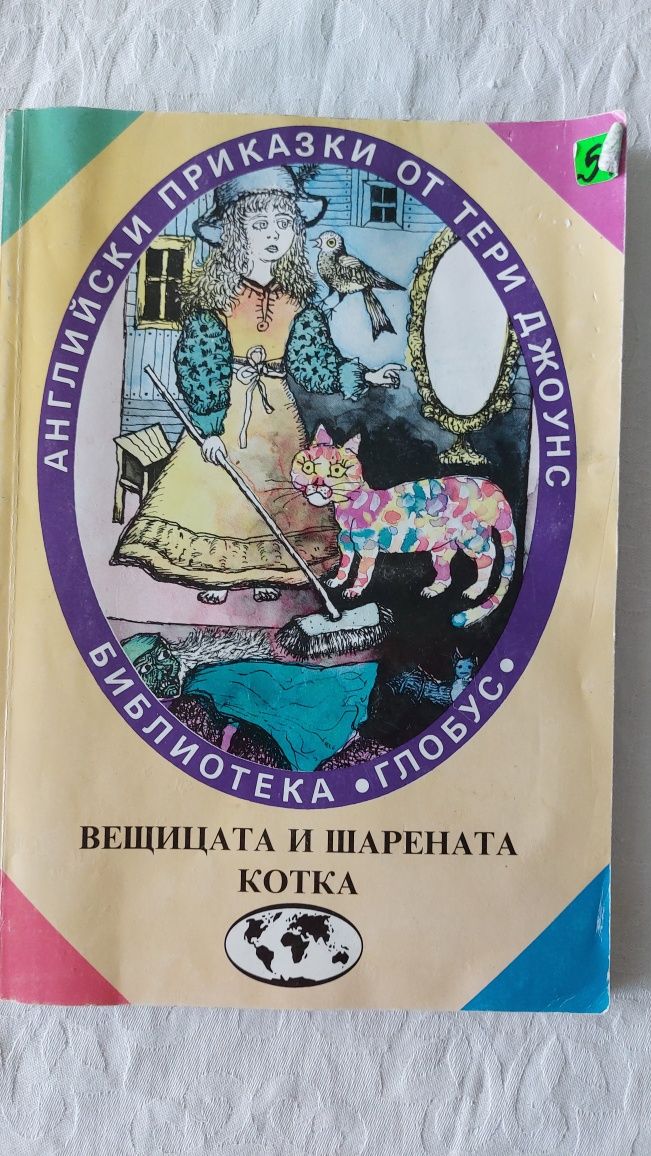 АНГЛИЙСКИ ПРИКАЗКИ ОТ ТЕРИ ДЖОУНС
БИБЛИОТЕКА • ГЛОБУС •
ВЕЩИЦАТА И ШАРЕНАТА
КОТКА